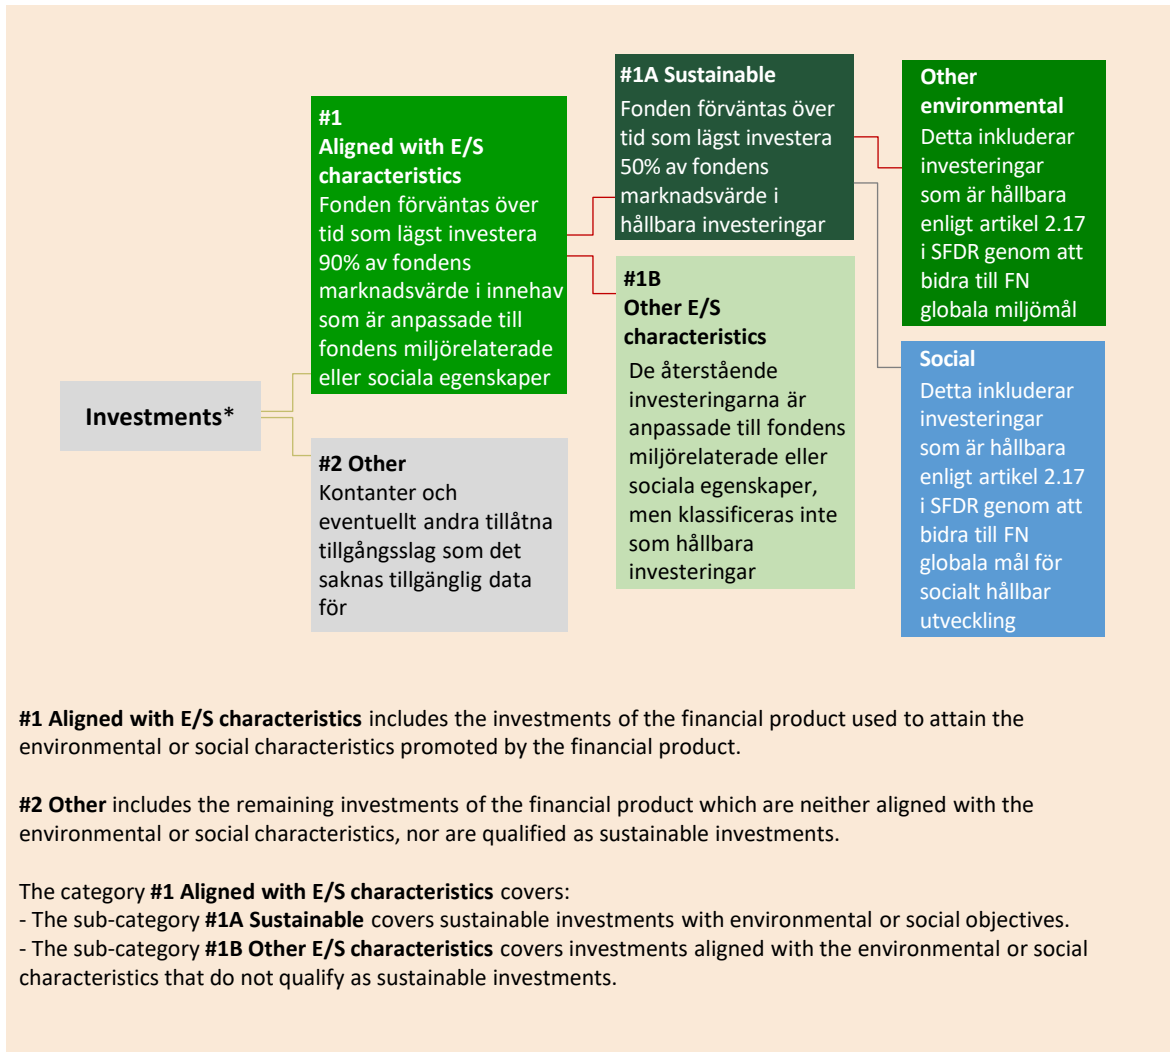 Investments*
#1
Aligned with E/S
characteristics
Fonden förväntas över
tid som lägst investera
90% av fondens
marknadsvärde i innehav
som är anpassade till
fondens miljörelaterade
eller sociala egenskaper
#2 Other
Kontanter och
eventuellt andra tillåtna
tillgångsslag som det
saknas tillgänglig data
för
#1A Sustainable
Fonden förväntas över
tid som lägst investera
50% av fondens
marknadsvärde i
hållbara investeringar
#1B
Other E/S
characteristics
De återstående
investeringarna är
anpassade till fondens
miljörelaterade eller
sociala egenskaper,
men klassificeras inte
som hållbara
investeringar
Other
environmental
Detta inkluderar
investeringar
som är hållbara
enligt artikel 2.17
i SFDR genom att
bidra till FN
globala miljömål
Social
Detta inkluderar
investeringar
som är hållbara
enligt artikel 2.17
i SFDR genom att
bidra till FN
globala mål för
socialt hållbar
utveckling
#1 Aligned with E/S characteristics includes the investments of the financial product used to attain the
environmental or social characteristics promoted by the financial product.
#2 Other includes the remaining investments of the financial product which are neither aligned with the
environmental or social characteristics, nor are qualified as sustainable investments.
The category #1 Aligned with E/S characteristics covers:
- The sub-category #1A Sustainable covers sustainable investments with environmental or social objectives.
- The sub-category #1B Other E/S characteristics covers investments aligned with the environmental or social
characteristics that do not qualify as sustainable investments.